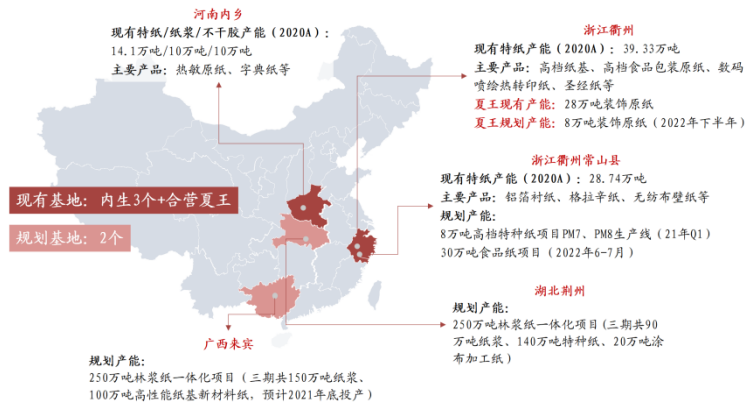 河南内乡
现有特纸/纸浆/不干胶产能（2020A）：
14.1万吨/10万吨/10万吨
主要产品：热敏原纸、字典纸等
浙江衢州
现有特纸产能（2020A）：39.33万吨
主要产品：高档纸基、高档食品包装原纸、数码
喷绘热转印纸、圣经纸等
夏王现有产能：28万吨装饰原纸
夏王规划产能：8万吨装饰原纸（2022年下半年）
浙江衢州常山县
现有特纸产能（2020A）：28.74万吨
主要产品：铝箔衬纸、格拉辛纸、无纺布壁纸等
规划产能：
8万吨高档特种纸项目PM7、PM8生产线（21年Q1）
30万吨食品纸项目（2022年6-7月）
现有基地：内生3个+合营夏王
规划基地：2个
湖北荆州
规划产能：
250万吨林浆纸一体化项目(三期共90
万吨纸浆、140万吨特种纸、20万吨涂
布加工纸）
广西来宾
规划产能：
250万吨林浆纸一体化项目（三期共150万吨纸浆、
100万吨高性能纸基新材料纸，预计2021年底投产）